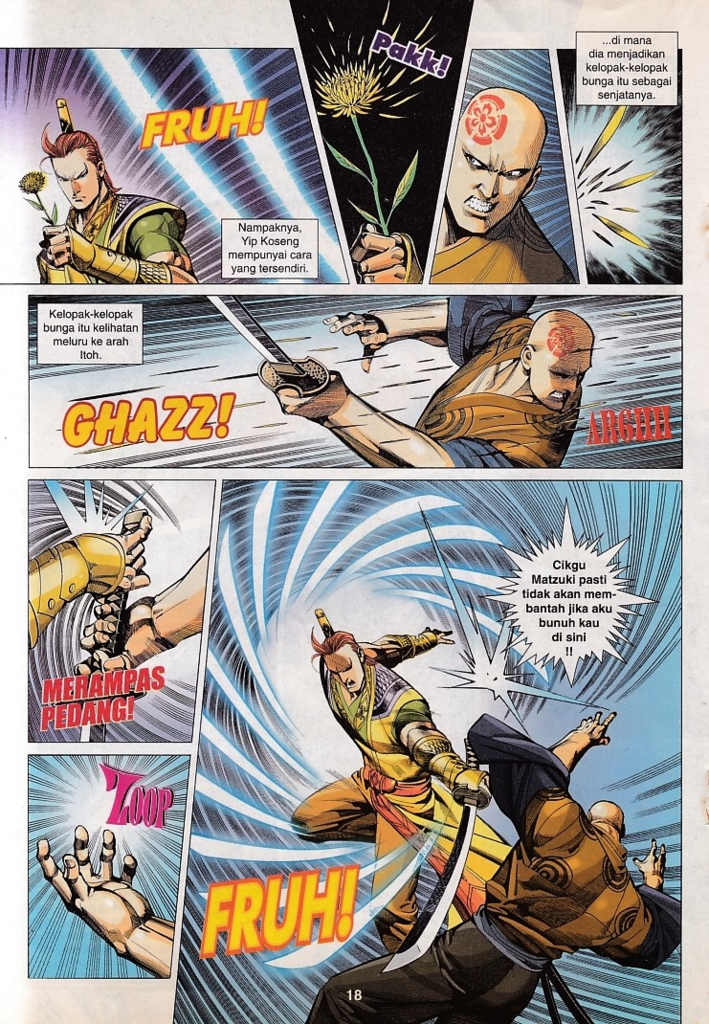 FRUH!
Nampaknya,
Yip Koseng
mempunyai cara
yang tersendiri.
Pakk!
...di mana
dia menjadikan
kelopak-kelopak
bunga itu sebagai
senjatanya.
Kelopak-kelopak
bunga itu kelihatan
meluru ke arah
Itoh.
GHAZZ!
ARGHH
MERAMPAS
PEDANG!
ZOOP
Cikgu
Matzuki pasti
tidak akan mem-
bantah jika aku
bunuh kau
di sini
!!
FRUH!
18